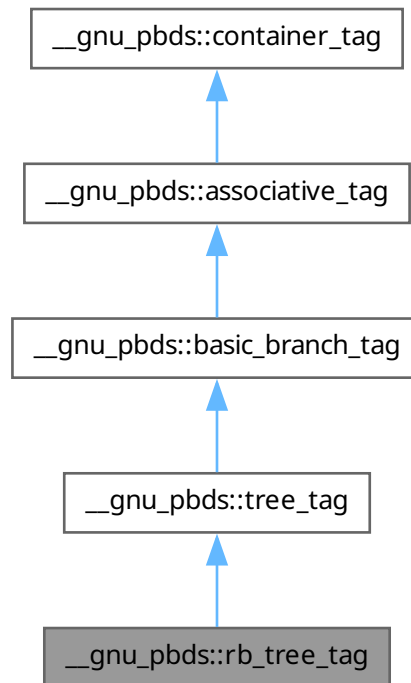 __gnu_pbds::container_tag
__gnu_pbds::associative_tag
__gnu_pbds::basic_branch_tag
__gnu_pbds::tree_tag
__gnu_pbds::rb_tree_tag